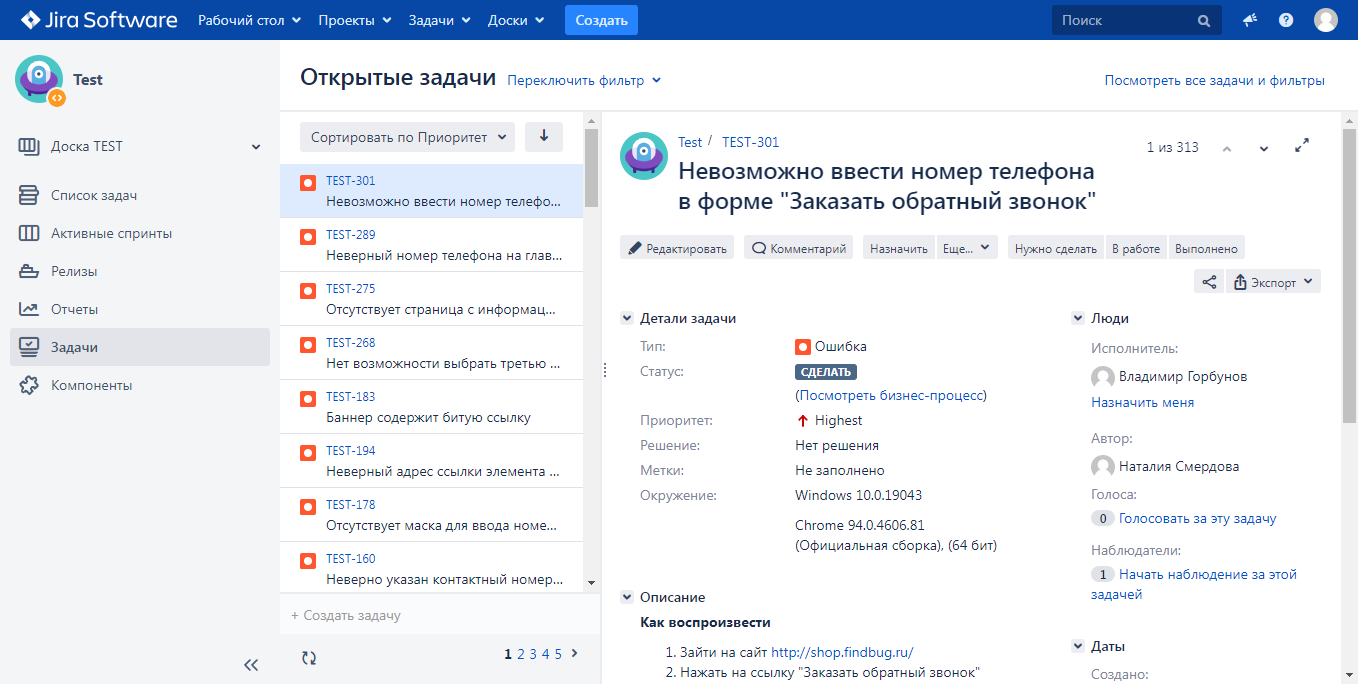 Jira Software Рабочий стол Проекты Задачи Доски Создать Поиск
Test
Доска TEST
Список задач
Активные спринты
Релизы
Отчеты
Задачи
Компоненты
Открытые задачи Переключить фильтр Посмотреть все задачи и фильтры
Сортировать по Приоритет
TEST-301
Невозможно ввести номер телефо...
TEST-289
Неверный номер телефона на глав...
TEST-275
Отсутствует страница с информац...
TEST-268
Нет возможности выбрать третью ...
TEST-183
Баннер содержит битую ссылку
TEST-194
Неверный адрес ссылки элемента ...
TEST-178
Отсутствует маска для ввода номе...
TEST-160
Неверно указан контактный номер...
+ Создать задачу
1 2 3 4 5
Test / TEST-301
1 из 313
Невозможно ввести номер телефона
в форме "Заказать обратный звонок"
Редактировать Комментарий Назначить Еще... Нужно сделать В работе Выполнено
Экспорт
Детали задачи
Тип: Ошибка
Статус: СДЕЛАТЬ
(Посмотреть бизнес-процесс)
Приоритет: Highest
Решение: Нет решения
Метки: Не заполнено
Окружение: Windows 10.0.19043
Chrome 94.0.4606.81
(Официальная сборка), (64 бит)
Описание
Как воспроизвести
1. Зайти на сайт http://shop.findbug.ru/
2. Нажать на ссылку "Заказать обратный звонок"
Люди
Исполнитель:
Владимир Горбунов
Назначить меня
Автор:
Наталия Смердова
Голоса:
0 Голосовать за эту задачу
Наблюдатели:
1 Начать наблюдение за этой
задачей
Даты
Создано: